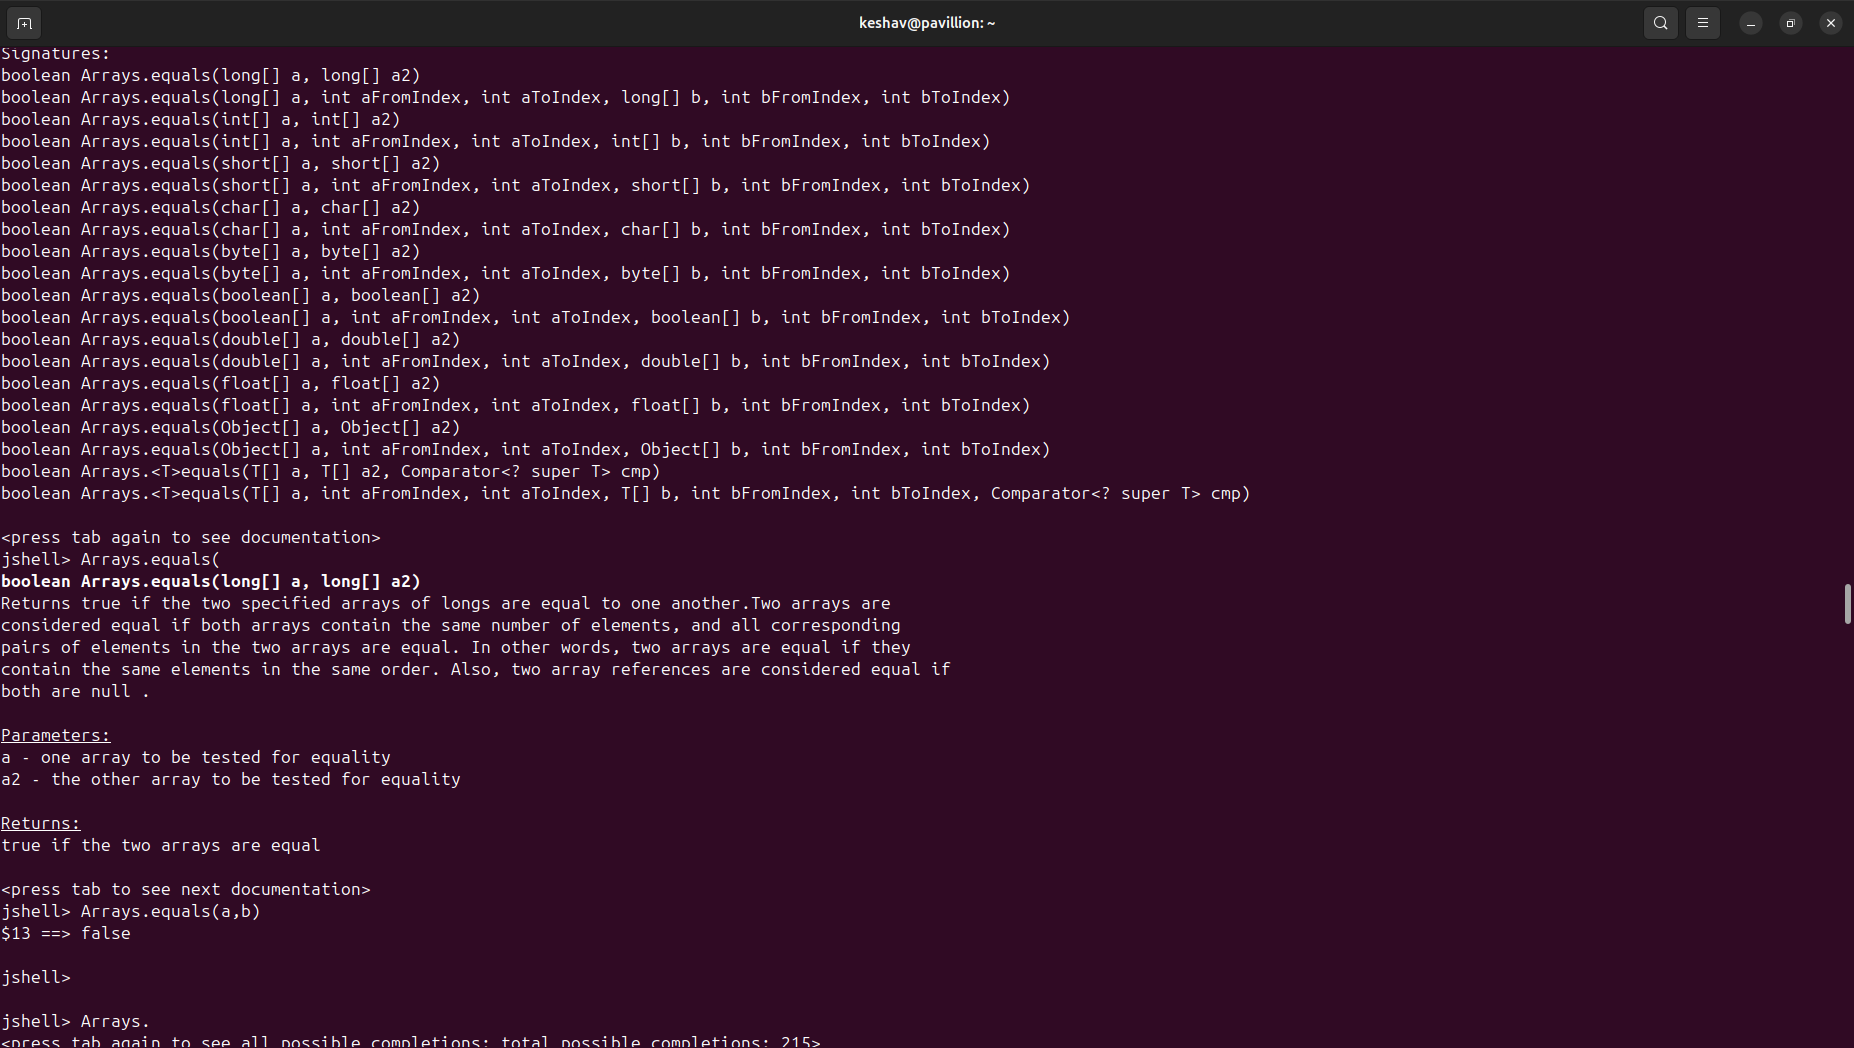 keshav@pavillion: ~
Signatures:
boolean Arrays.equals(long[] a, long[] a2)
boolean Arrays.equals(long[] a, int aFromIndex, int aToIndex, long[] b, int bFromIndex, int bToIndex)
boolean Arrays.equals(int[] a, int[] a2)
boolean Arrays.equals(int[] a, int aFromIndex, int aToIndex, int[] b, int bFromIndex, int bToIndex)
boolean Arrays.equals(short[] a, short[] a2)
boolean Arrays.equals(short[] a, int aFromIndex, int aToIndex, short[] b, int bFromIndex, int bToIndex)
boolean Arrays.equals(char[] a, char[] a2)
boolean Arrays.equals(char[] a, int aFromIndex, int aToIndex, char[] b, int bFromIndex, int bToIndex)
boolean Arrays.equals(byte[] a, byte[] a2)
boolean Arrays.equals(byte[] a, int aFromIndex, int aToIndex, byte[] b, int bFromIndex, int bToIndex)
boolean Arrays.equals(boolean[] a, boolean[] a2)
boolean Arrays.equals(boolean[] a, int aFromIndex, int aToIndex, boolean[] b, int bFromIndex, int bToIndex)
boolean Arrays.equals(double[] a, double[] a2)
boolean Arrays.equals(double[] a, int aFromIndex, int aToIndex, double[] b, int bFromIndex, int bToIndex)
boolean Arrays.equals(float[] a, float[] a2)
boolean Arrays.equals(float[] a, int aFromIndex, int aToIndex, float[] b, int bFromIndex, int bToIndex)
boolean Arrays.equals(Object[] a, Object[] a2)
boolean Arrays.equals(Object[] a, int aFromIndex, int aToIndex, Object[] b, int bFromIndex, int bToIndex)
boolean Arrays.<T>equals(T[] a, T[] a2, Comparator<? super T> cmp)
boolean Arrays.<T>equals(T[] a, int aFromIndex, int aToIndex, T[] b, int bFromIndex, int bToIndex, Comparator<? super T> cmp)
<press tab again to see documentation>
jshell> Arrays.equals(
boolean Arrays.equals(long[] a, long[] a2)
Returns true if the two specified arrays of longs are equal to one another.Two arrays are
considered equal if both arrays contain the same number of elements, and all corresponding
pairs of elements in the two arrays are equal. In other words, two arrays are equal if they
contain the same elements in the same order. Also, two array references are considered equal if
both are null .
Parameters:
a - one array to be tested for equality
a2 - the other array to be tested for equality
Returns:
true if the two arrays are equal
<press tab to see next documentation>
jshell> Arrays.equals(a,b)
$13 ==> false
jshell>
jshell> Arrays.
<press tab again to see all possible completions; total possible completions: 215>